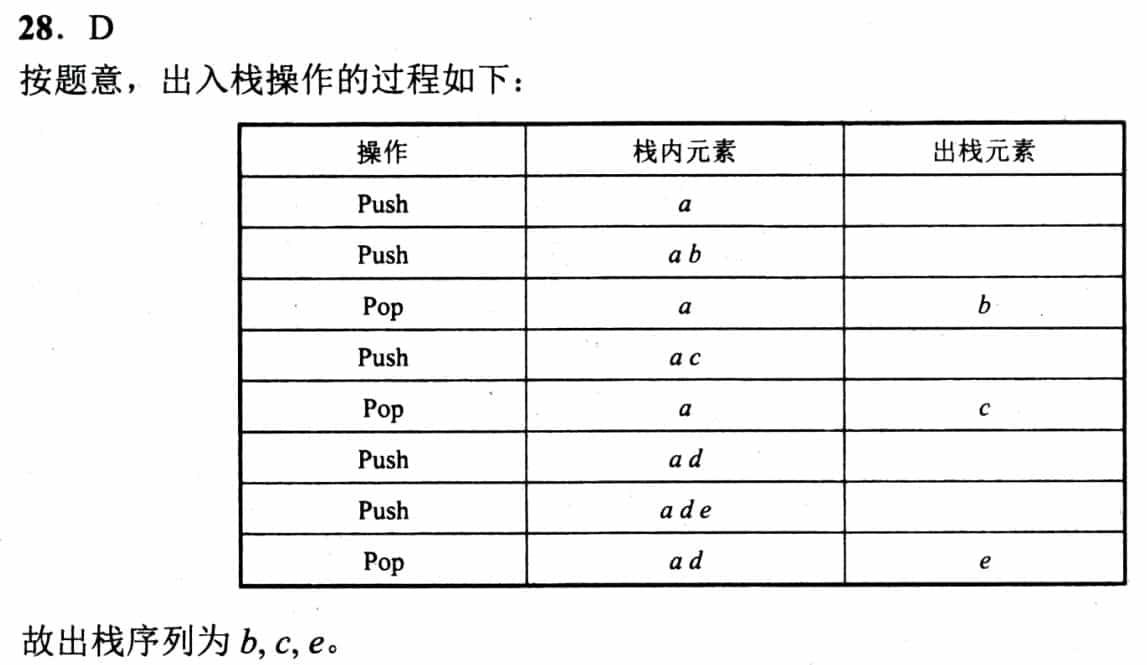 28. D
按题意，出入栈操作的过程如下：
操作 栈内元素 出栈元素
Push a
Push a b
Pop a b
Push a c
Pop a c
Push a d
Push a d e
Pop a d e
故出栈序列为 b, c, e。